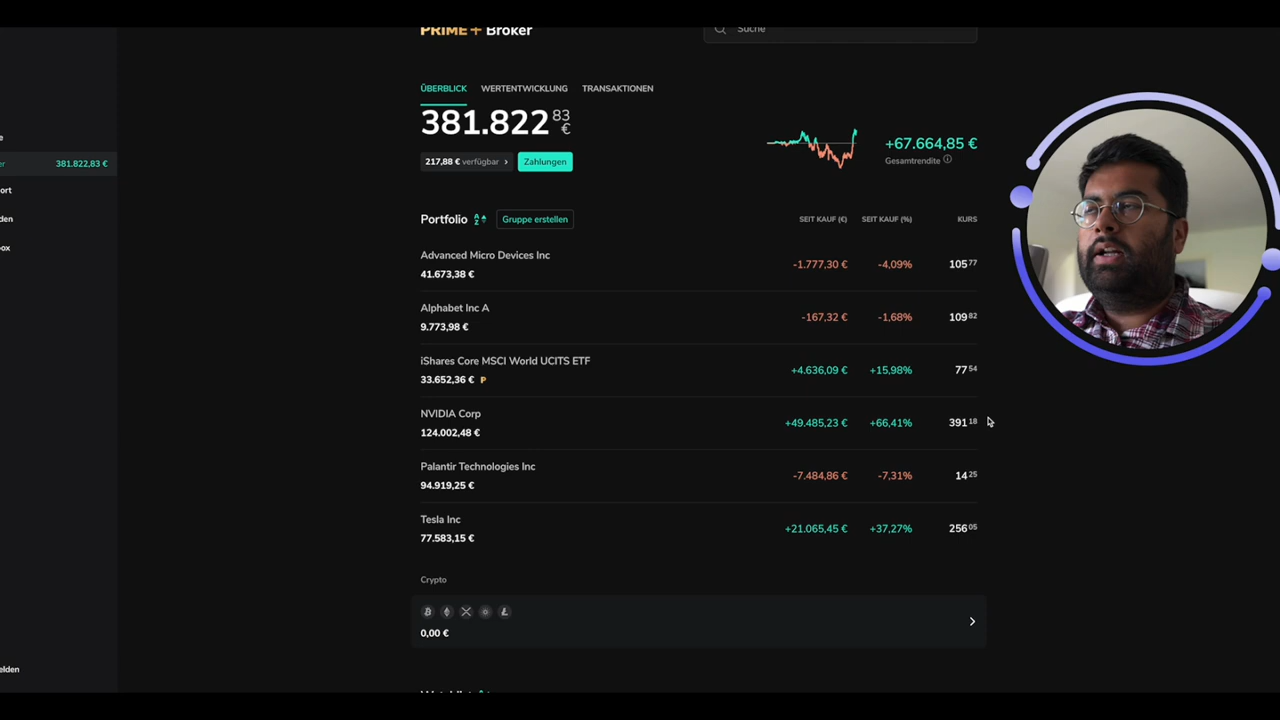 PRIME+ Broker
Suche
ÜBERBLICK WERTENTWICKLUNG TRANSAKTIONEN
381.822 83 €
217,88 € verfügbar > Zahlungen
+67.664,85 €
Gesamtrendite
e
er 381.822,83 €
ort
den
box
Portfolio Gruppe erstellen SEIT KAUF (€) SEIT KAUF (%) KURS
Advanced Micro Devices Inc
41.673,38 €
-1.777,30 € -4,09% 105 77
Alphabet Inc A
9.773,98 €
-167,32 € -1,68% 109 82
iShares Core MSCI World UCITS ETF
33.652,36 € P
+4.636,09 € +15,98% 77 54
NVIDIA Corp
124.002,48 €
+49.485,23 € +66,41% 391 18
Palantir Technologies Inc
94.919,25 €
-7.484,86 € -7,31% 14 25
Tesla Inc
77.583,15 €
+21.065,45 € +37,27% 256 05
Crypto
0,00 €
elden